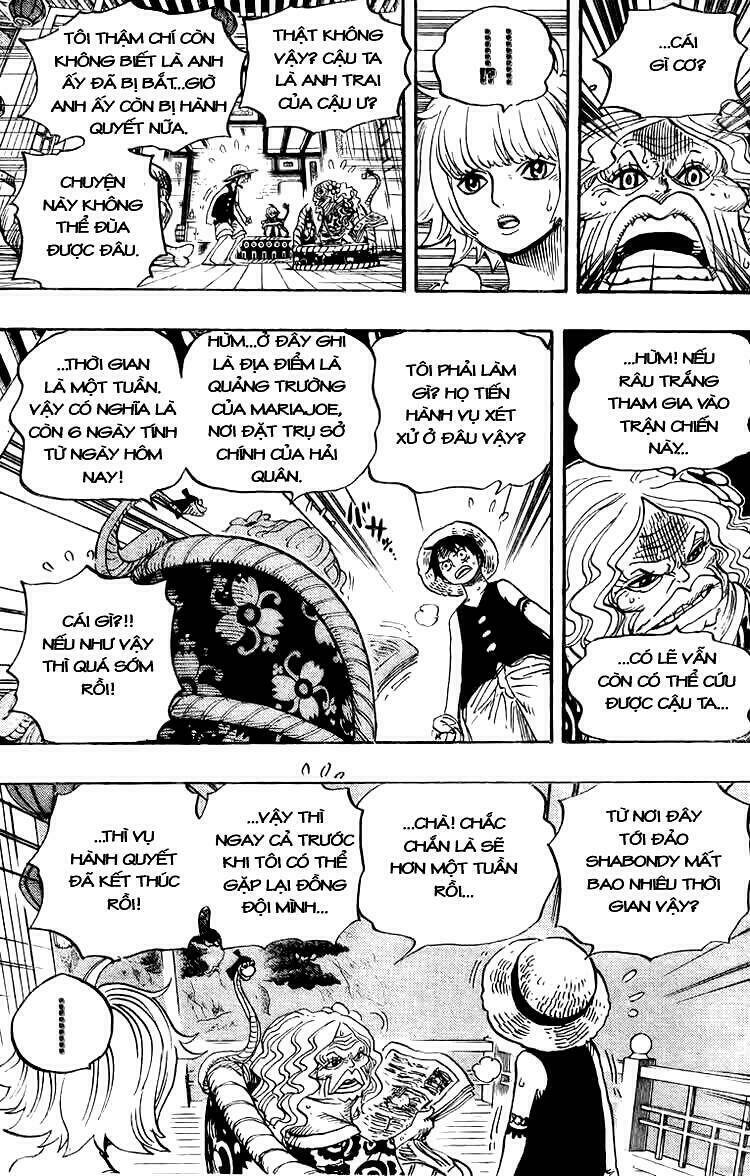 ...CÁI
GÌ CƠ?
!!
THẬT KHÔNG
VẬY? CẬU TA
LÀ ANH TRAI
CỦA CẬU Ư?
TÔI THẬM CHÍ CÒN
KHÔNG BIẾT LÀ ANH
ẤY ĐÃ BỊ BẮT...GIỜ
ANH ẤY CÒN BỊ HÀNH
QUYẾT NỮA.
CHUYỆN
NÀY KHÔNG
THỂ ĐÙA
ĐƯỢC ĐÂU.
...HÙM! NẾU
RÂU TRẮNG
THAM GIA VÀO
TRẬN CHIẾN
NÀY...
...CÓ LẼ VẪN
CÒN CÓ THỂ CỨU
ĐƯỢC CẬU TA...
TÔI PHẢI LÀM
GÌ? HỌ TIẾN
HÀNH VỤ XÉT
XỬ Ở ĐÂU VẬY?
HÙM...Ở ĐÂY GHI
LÀ ĐỊA ĐIỂM LÀ
QUẢNG TRƯỜNG
CỦA MARIAJOE,
NƠI ĐẶT TRỤ SỞ
CHÍNH CỦA HẢI
QUÂN.
...THỜI GIAN
LÀ MỘT TUẦN.
VẬY CÓ NGHĨA LÀ
CÒN 6 NGÀY TÍNH
TỪ NGÀY HÔM
NAY!
CÁI GÌ?!!
NẾU NHƯ VẬY
THÌ QUÁ SỚM
RỒI!
TỪ NƠI ĐÂY
TỚI ĐẢO
SHABONDY MẤT
BAO NHIÊU THỜI
GIAN VẬY?
...CHÀ! CHẮC
CHẮN LÀ SẼ
HƠN MỘT TUẦN
RỒI...
...VẬY THÌ
NGAY CẢ TRƯỚC
KHI TÔI CÓ THỂ
GẶP LẠI ĐỒNG
ĐỘI MÌNH...
...THÌ VỤ
HÀNH QUYẾT
ĐÃ KẾT THÚC
RỒI!